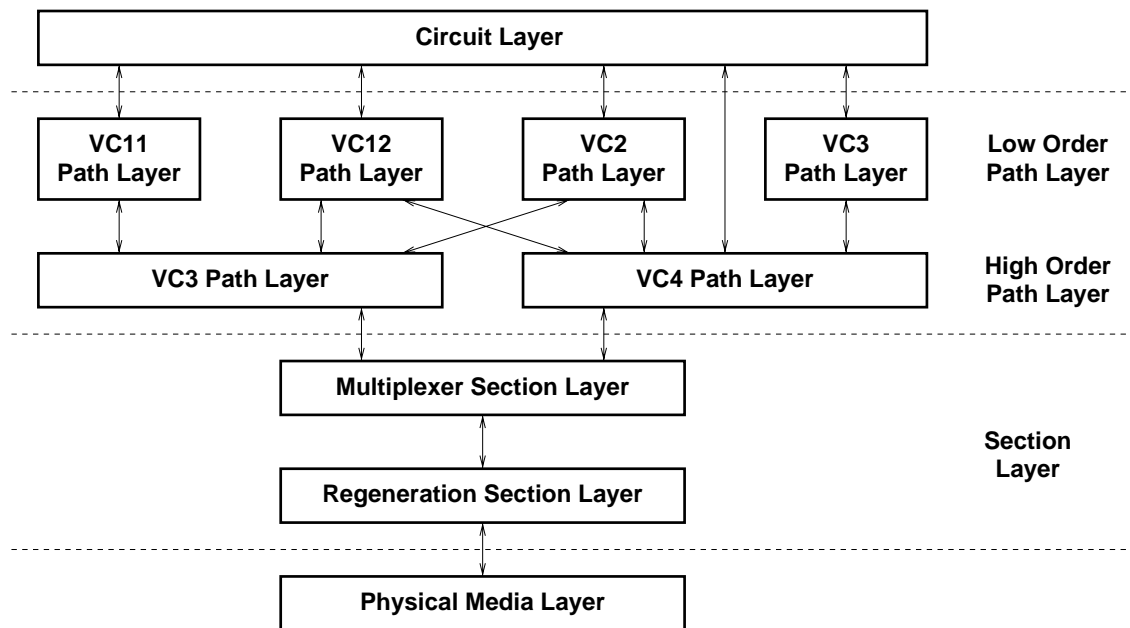 Circuit Layer
VC11
Path Layer
VC12
Path Layer
VC2
Path Layer
VC3
Path Layer
Low Order
Path Layer
VC3 Path Layer
VC4 Path Layer
High Order
Path Layer
Multiplexer Section Layer
Section
Layer
Regeneration Section Layer
Physical Media Layer